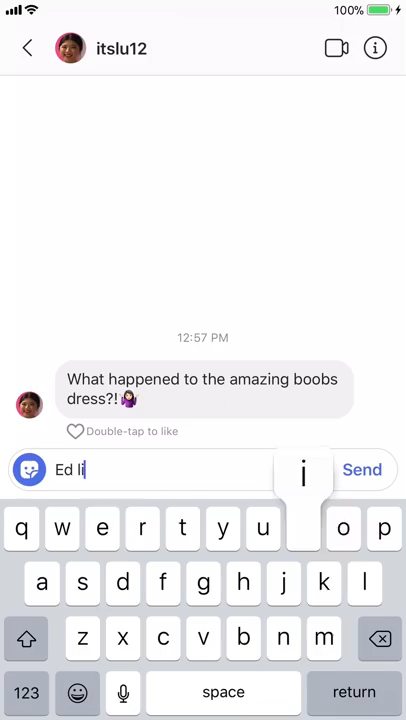 100%
itslu12
12:57 PM
What happened to the amazing boobs
dress?! 🤷🏻‍♀️
Double-tap to like
Ed li
i
Send
q w e r t y u o p
a s d f g h j k l
z x c v b n m
123 space return